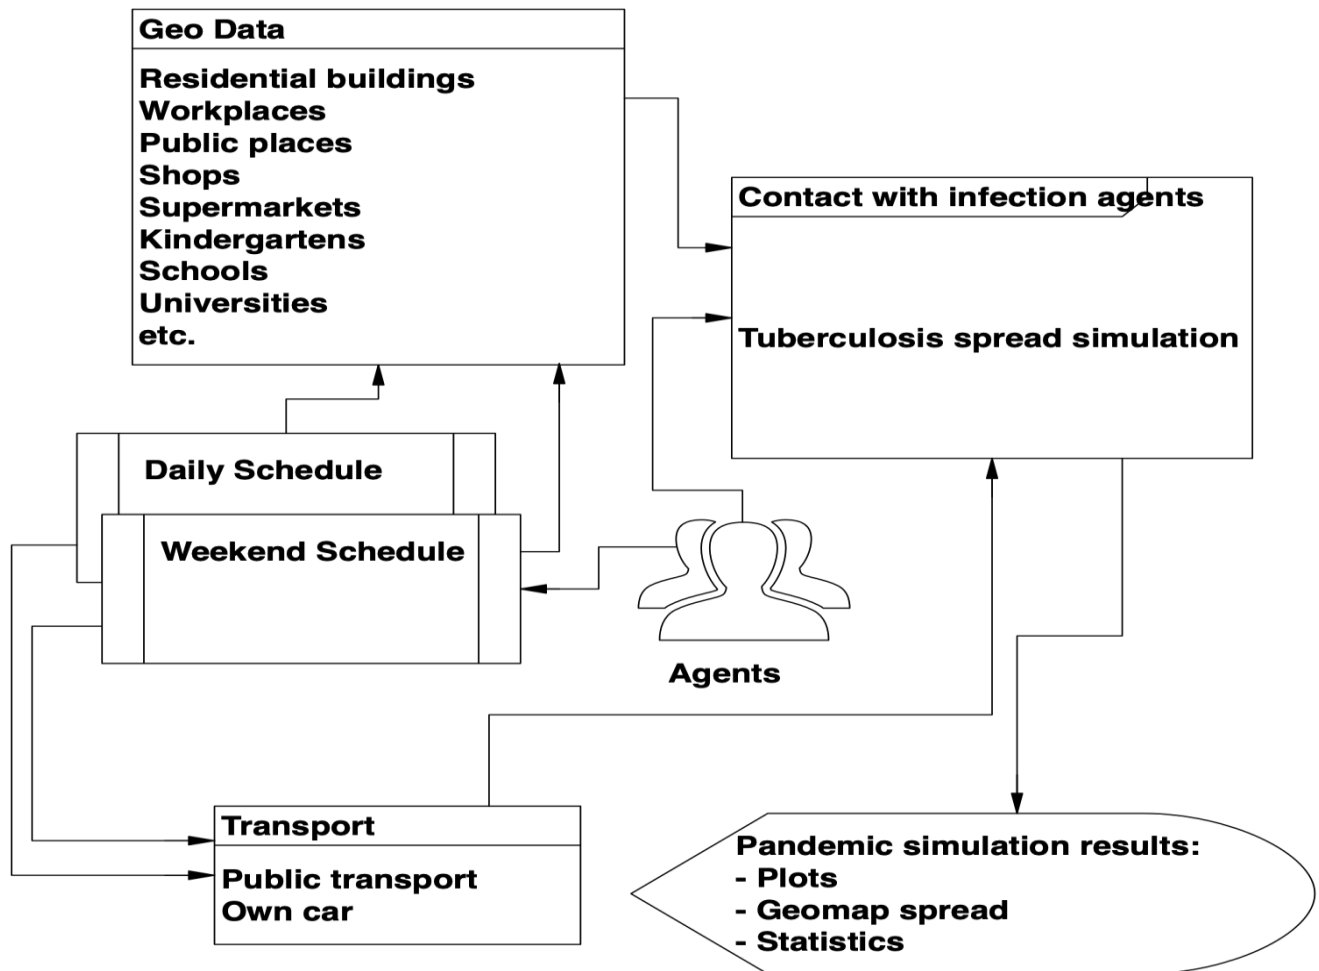 Geo Data
Residential buildings
Workplaces
Public places
Shops
Supermarkets
Kindergartens
Schools
Universities
etc.
Contact with infection agents
Tuberculosis spread simulation
Daily Schedule
Weekend Schedule
Agents
Transport
Public transport
Own car
Pandemic simulation results:
- Plots
- Geomap spread
- Statistics